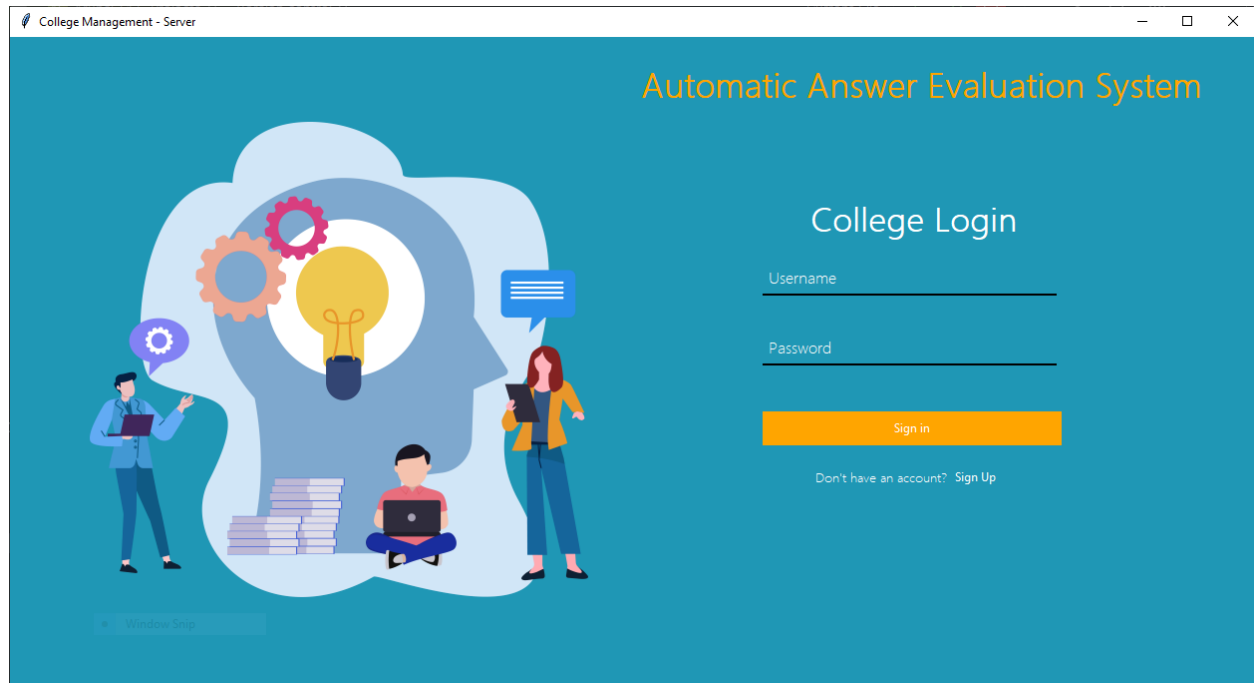 College Management - Server
Automatic Answer Evaluation System
College Login
Username
Password
Sign in
Don't have an account? Sign Up
Window Snip